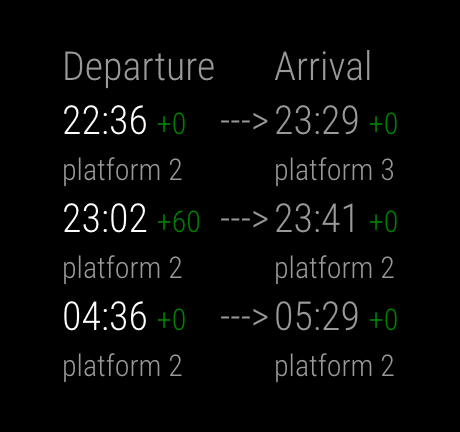 Departure Arrival
22:36 +0 ---> 23:29 +0
platform 2 platform 3
23:02 +60 ---> 23:41 +0
platform 2 platform 2
04:36 +0 ---> 05:29 +0
platform 2 platform 2